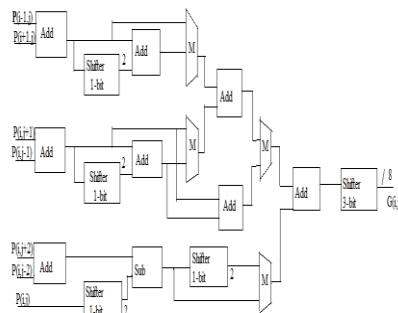 P(i-1,j)
P(i+1,j)
Add
Shifter
1-bit
2
Add
M
Add
P(i,j+1)
P(i,j-1)
Add
Shifter
1-bit
2
Add
M
Add
M
Add
Shifter
3-bit
/ 8
G(i,
P(i,j+2)
P(i,j-2)
Add
Sub
Shifter
1-bit
2
M
P(i,j)
Shifter
1-bit
2